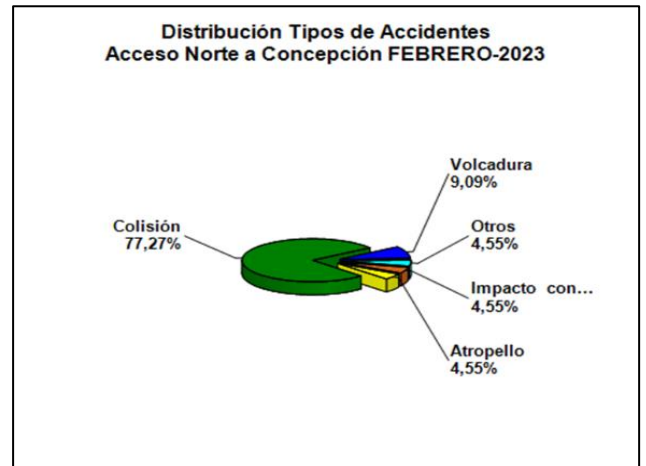 Distribución Tipos de Accidentes
Acceso Norte a Concepción FEBRERO-2023
Volcadura
9,09%
Colisión
77,27%
Otros
4,55%
Impacto con...
4,55%
Atropello
4,55%